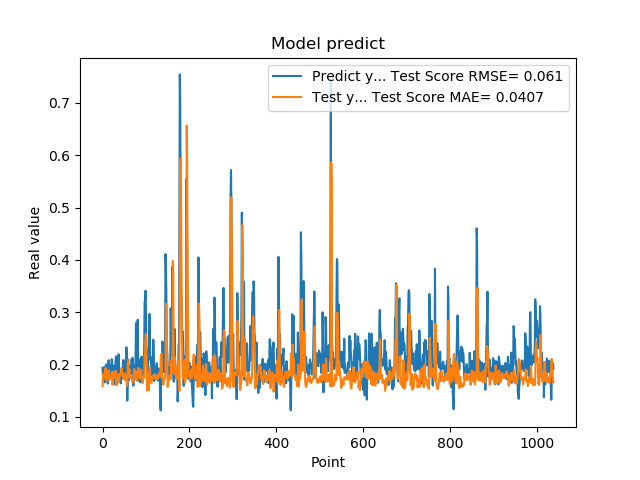 Model predict
Predict y... Test Score RMSE= 0.061
Test y... Test Score MAE= 0.0407
0.7
0.6
0.5
0.4
0.3
0.2
0.1
Real value
0 200 400 600 800 1000
Point